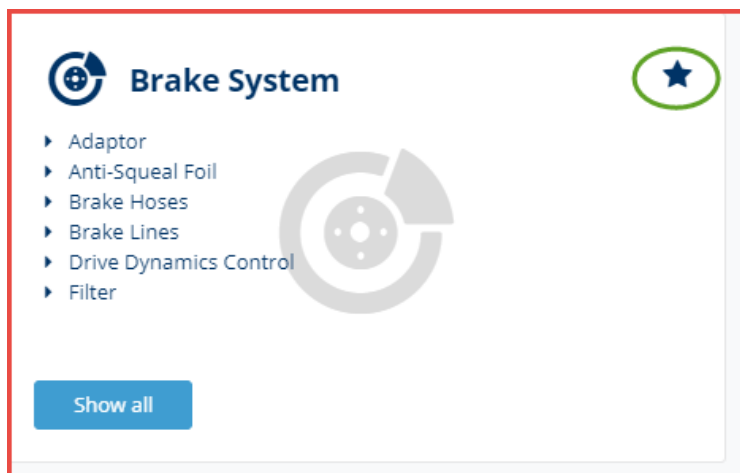 Brake System
Adaptor
Anti-Squeal Foil
Brake Hoses
Brake Lines
Drive Dynamics Control
Filter
Show all